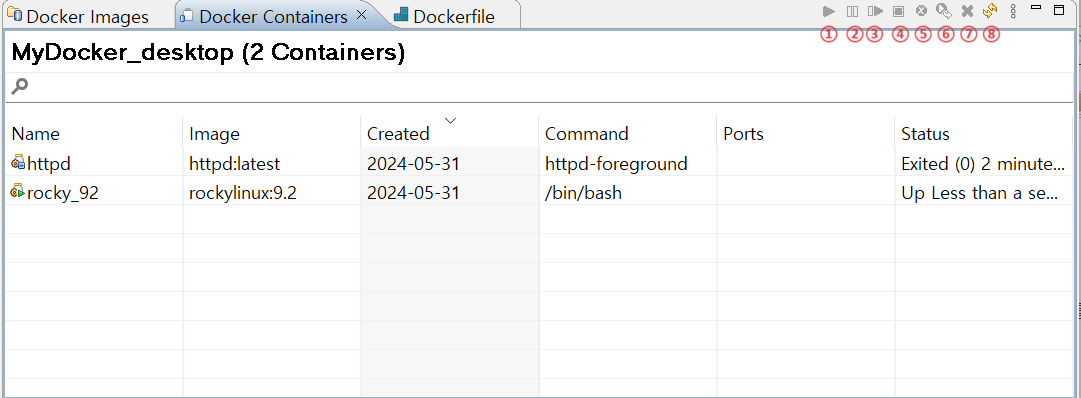 Docker Images Docker Containers Dockerfile
① ② ③ ④ ⑤ ⑥ ⑦ ⑧
MyDocker_desktop (2 Containers)
Name Image Created Command Ports Status
httpd httpd:latest 2024-05-31 httpd-foreground Exited (0) 2 minute...
rocky_92 rockylinux:9.2 2024-05-31 /bin/bash Up Less than a se...